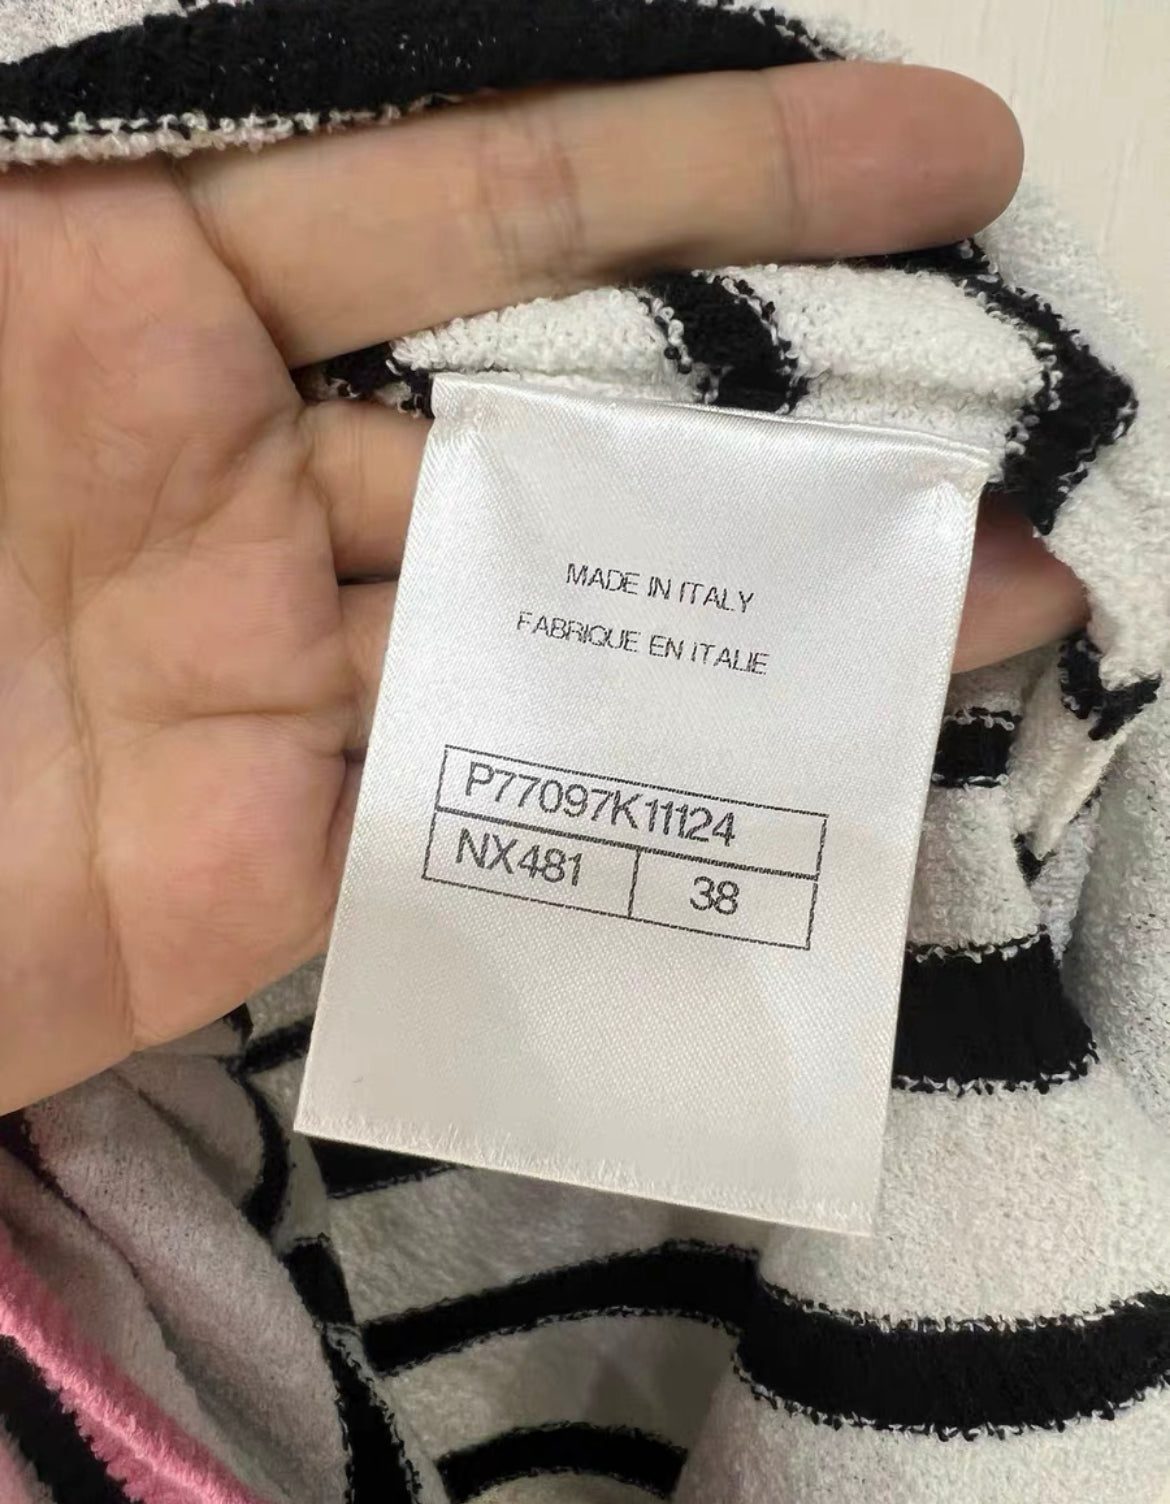 MADE IN ITALY
FABRIQUE EN ITALIE
P77097K11124
NX481 38